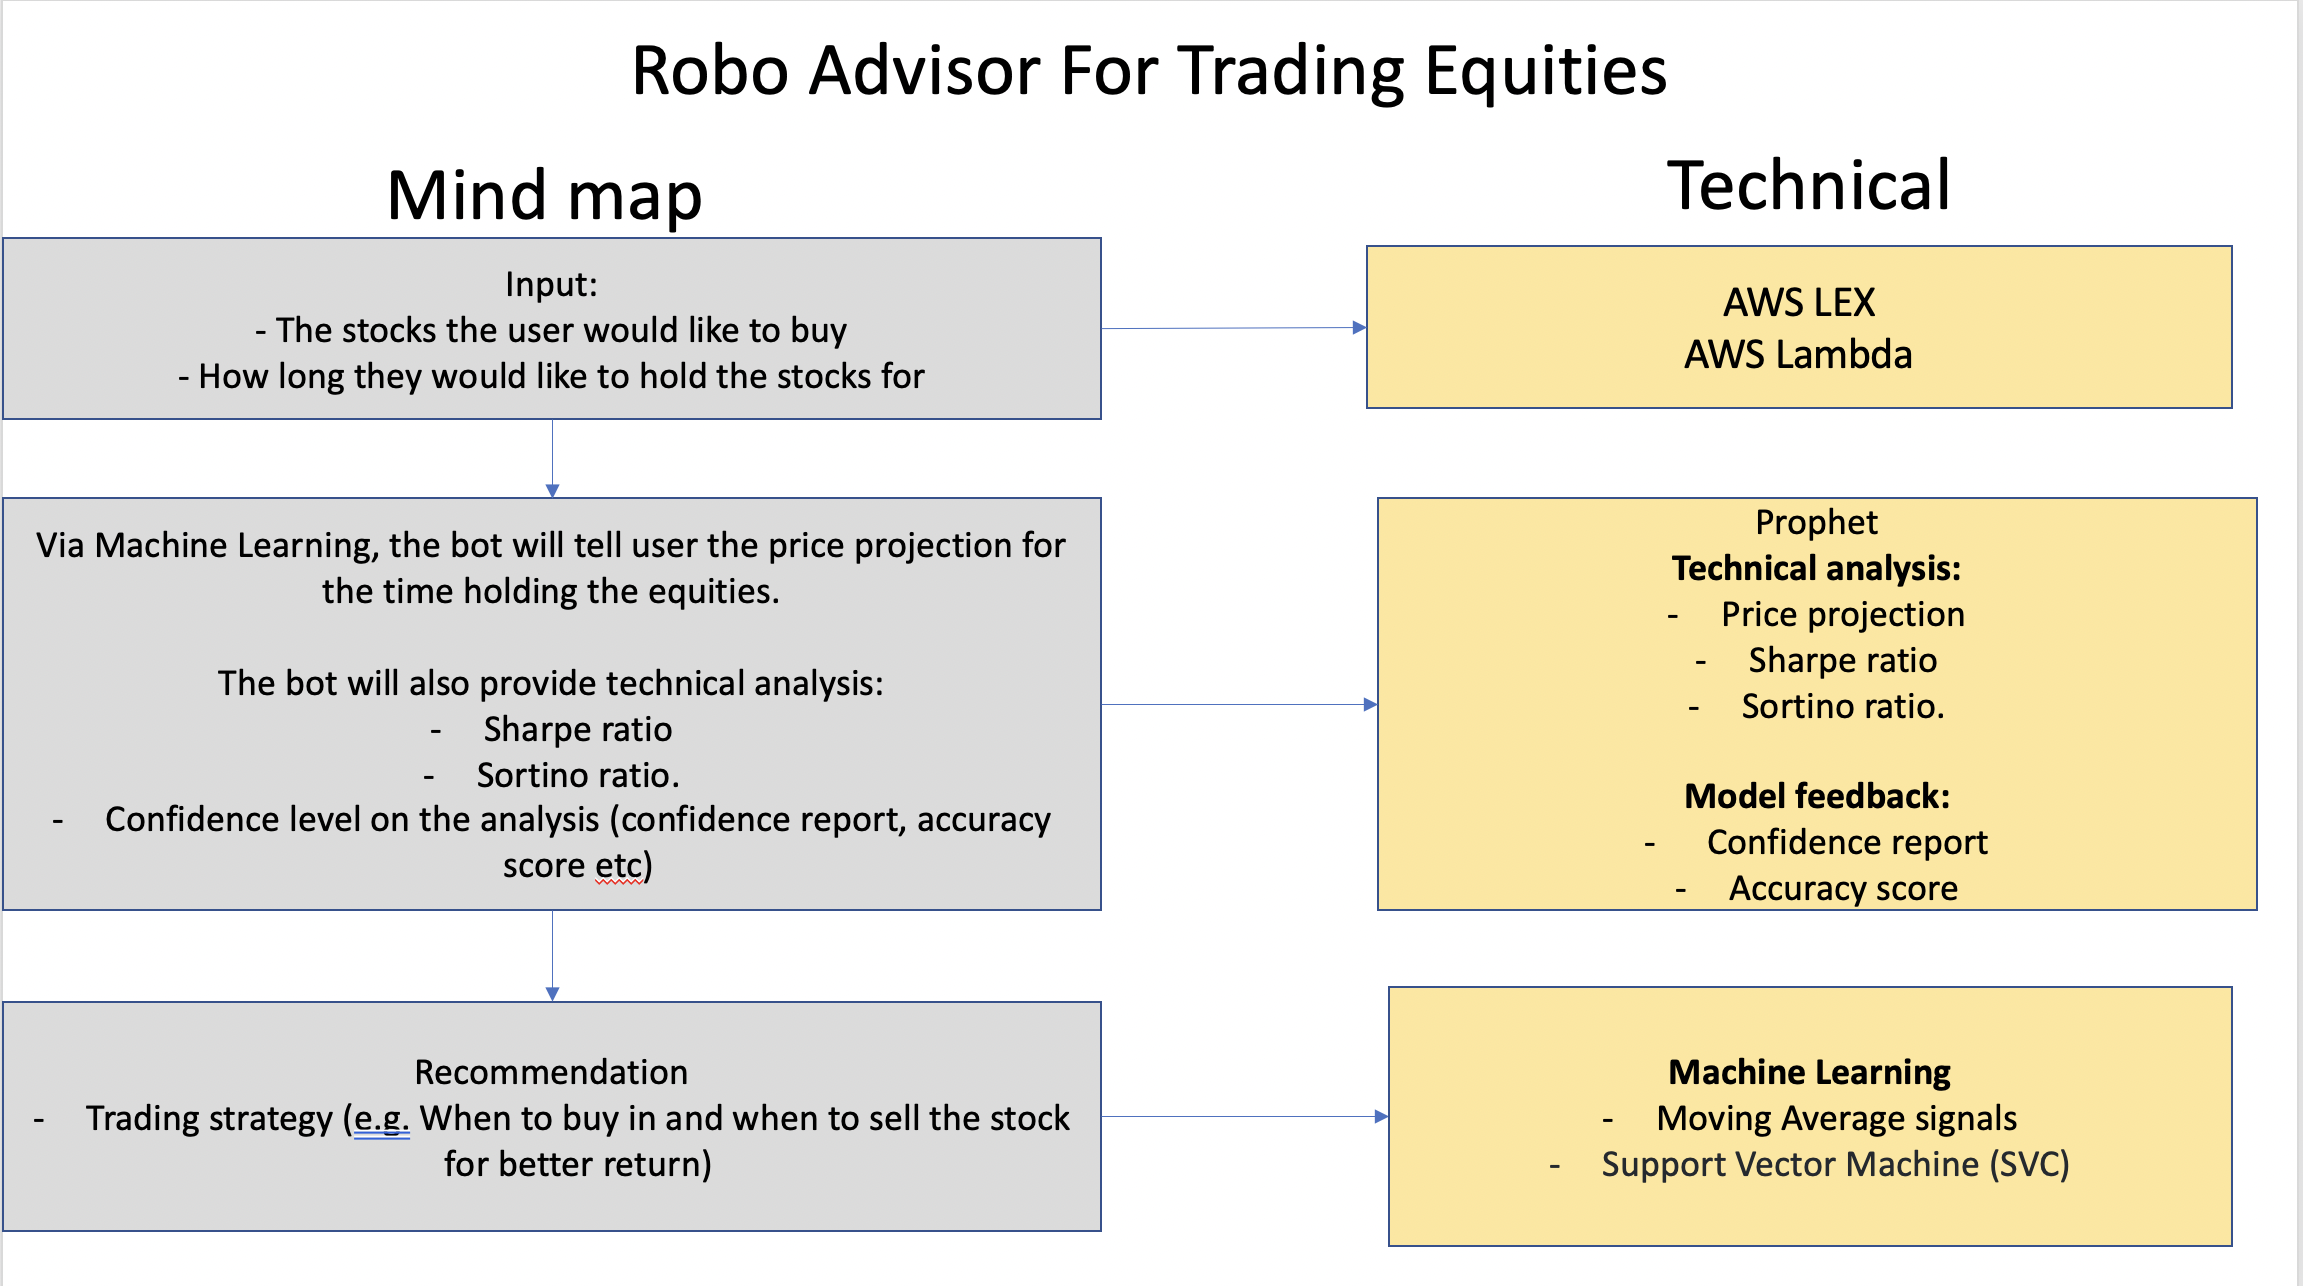 Robo Advisor For Trading Equities
Mind map
Technical
Input:
- The stocks the user would like to buy
- How long they would like to hold the stocks for
AWS LEX
AWS Lambda
Via Machine Learning, the bot will tell user the price projection for
the time holding the equities.
The bot will also provide technical analysis:
- Sharpe ratio
- Sortino ratio.
- Confidence level on the analysis (confidence report, accuracy
score etc)
Prophet
Technical analysis:
- Price projection
- Sharpe ratio
- Sortino ratio.
Model feedback:
- Confidence report
- Accuracy score
Recommendation
- Trading strategy (e.g. When to buy in and when to sell the stock
for better return)
Machine Learning
- Moving Average signals
- Support Vector Machine (SVC)